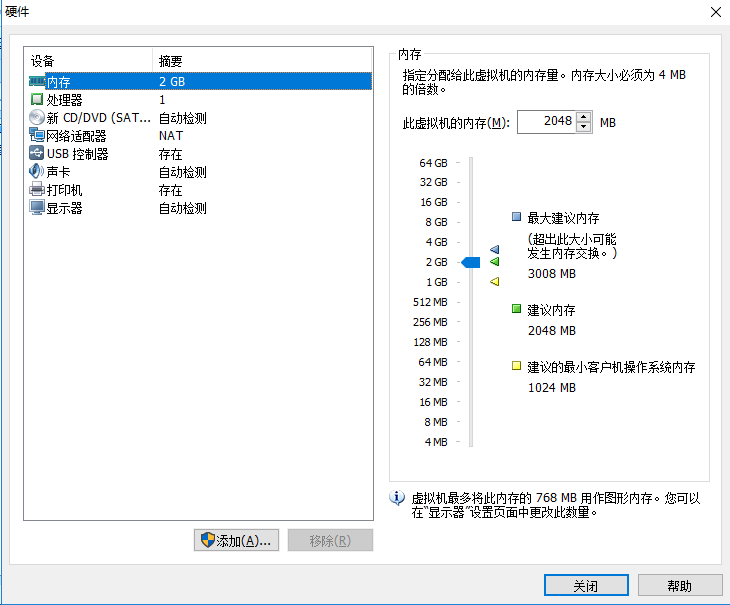 硬件
设备 摘要
内存 2 GB
处理器 1
新 CD/DVD (SAT... 自动检测
网络适配器 NAT
USB 控制器 存在
声卡 自动检测
打印机 存在
显示器 自动检测
添加(A)...
移除(R)
内存
指定分配给此虚拟机的内存量。内存大小必须为 4 MB
的倍数。
此虚拟机的内存(M): 2048 MB
64 GB
32 GB
16 GB
8 GB
4 GB
2 GB
1 GB
512 MB
256 MB
128 MB
64 MB
32 MB
16 MB
8 MB
4 MB
最大建议内存
(超出此大小可能
发生内存交换。)
3008 MB
建议内存
2048 MB
建议的最小客户机操作系统内存
1024 MB
虚拟机最多将此内存的 768 MB 用作图形内存。您可以
在“显示器”设置页面中更改此数量。
关闭
帮助